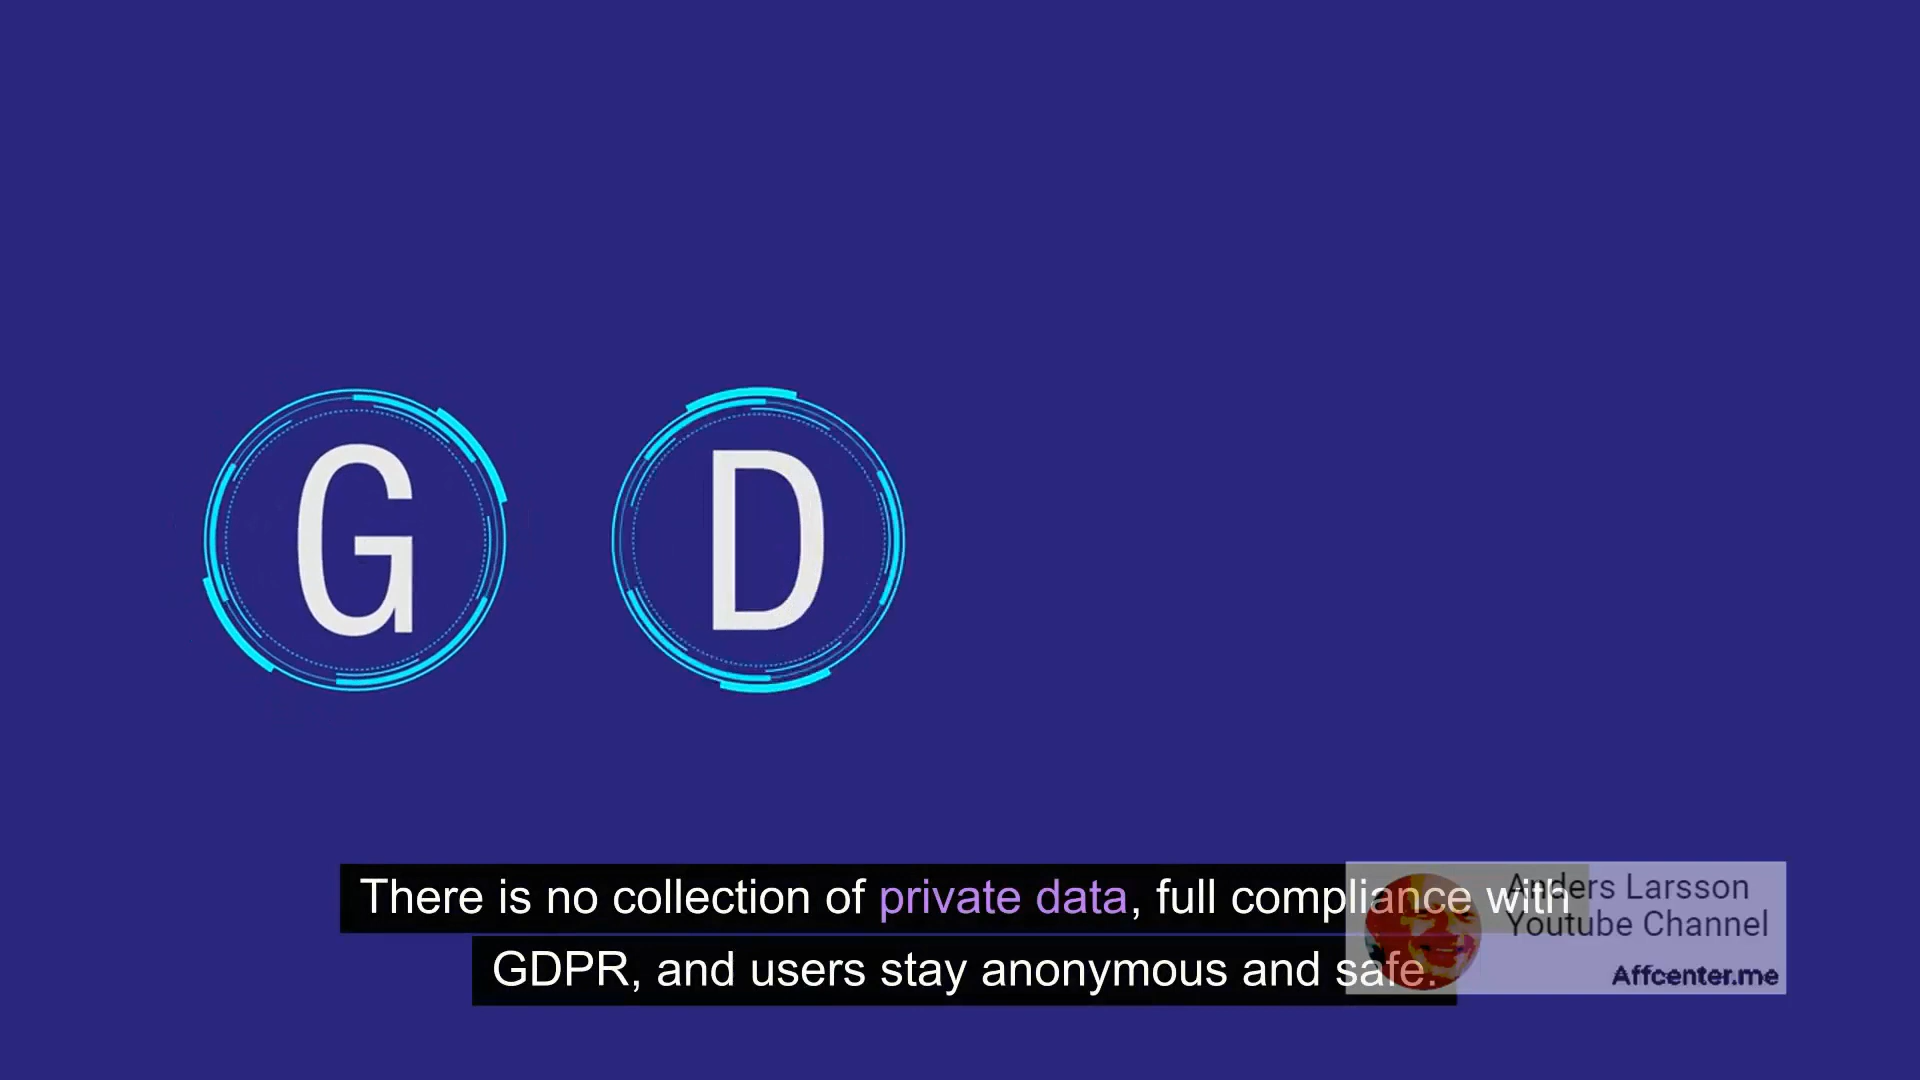 G D
There is no collection of private data, full compliance with
GDPR, and users stay anonymous and safe.
Anders Larsson
Youtube Channel
Affcenter.me